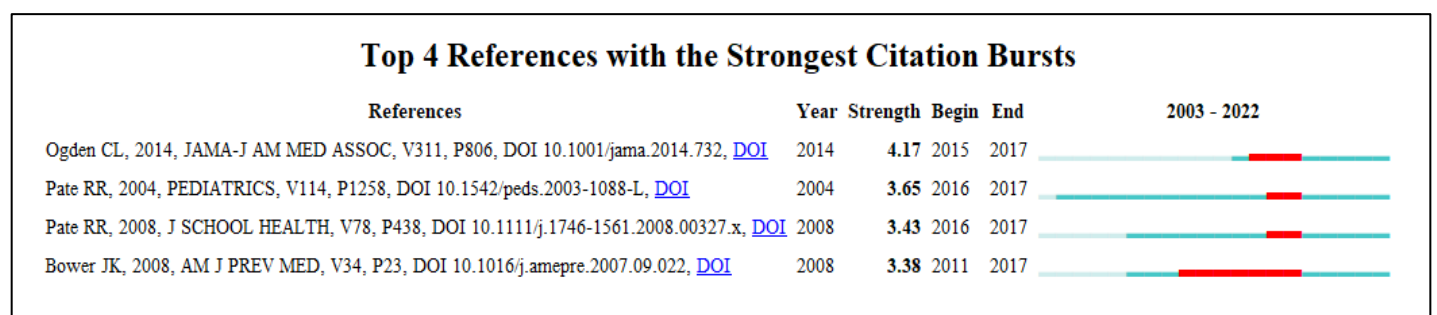 Top 4 References with the Strongest Citation Bursts
References Year Strength Begin End 2003 - 2022
Ogden CL, 2014, JAMA-J AM MED ASSOC, V311, P806, DOI 10.1001/jama.2014.732, DOI 2014 4.17 2015 2017
Pate RR, 2004, PEDIATRICS, V114, P1258, DOI 10.1542/peds.2003-1088-L, DOI 2004 3.65 2016 2017
Pate RR, 2008, J SCHOOL HEALTH, V78, P438, DOI 10.1111/j.1746-1561.2008.00327.x, DOI 2008 3.43 2016 2017
Bower JK, 2008, AM J PREV MED, V34, P23, DOI 10.1016/j.amepre.2007.09.022, DOI 2008 3.38 2011 2017